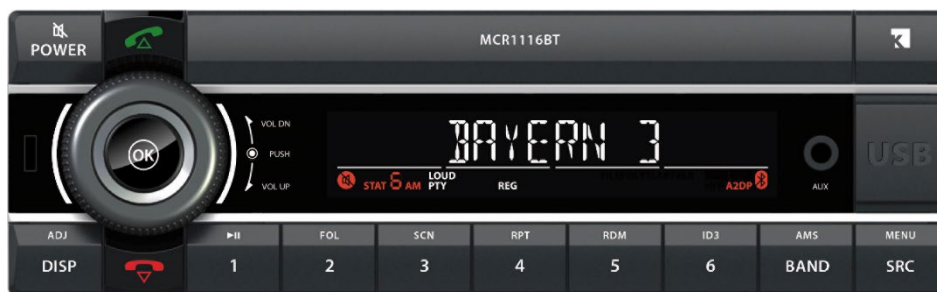 POWER
MCR1116BT
VOL DN
PUSH
VOL UP
OK
BAYERN 3
STAT 6 AM
LOUD
PTY
REG
A2DP
AUX
USB
ADJ
DISP
1
FOL
2
SCN
3
RPT
4
RDM
5
ID3
6
AMS
BAND
MENU
SRC